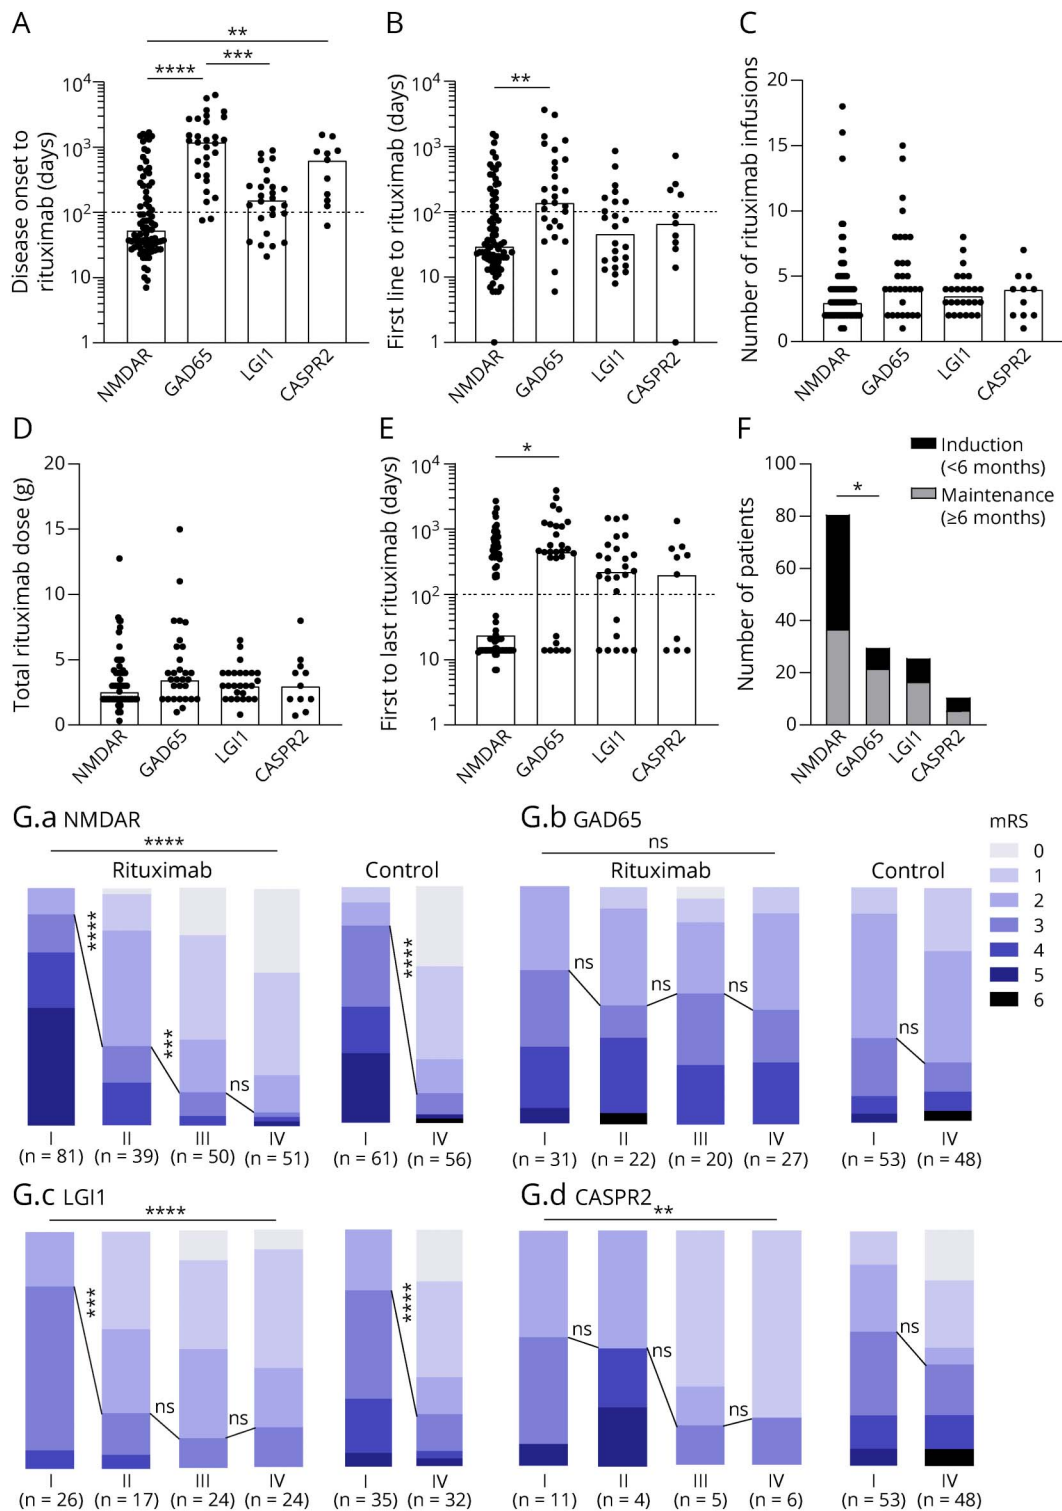 A
B
C
**
****
***
10⁴
10³
10²
10
1
Disease onset to
rituximab (days)
NMDAR
GAD65
LGI1
CASPR2
**
10⁴
10³
10²
10
1
First line to rituximab (days)
NMDAR
GAD65
LGI1
CASPR2
20
15
10
5
0
Number of rituximab infusions
NMDAR
GAD65
LGI1
CASPR2
D
E
F
20
15
10
5
0
Total rituximab dose (g)
NMDAR
GAD65
LGI1
CASPR2
*
10⁴
10³
10²
10
1
First to last rituximab (days)
NMDAR
GAD65
LGI1
CASPR2
Induction
(<6 months)
Maintenance
(≥6 months)
*
100
80
60
40
20
0
Number of patients
NMDAR
GAD65
LGI1
CASPR2
G.a NMDAR
****
Rituximab
Control
****
***
ns
****
I
II
III
IV
I
IV
(n = 81)
(n = 39)
(n = 50)
(n = 51)
(n = 61)
(n = 56)
G.b GAD65
ns
Rituximab
Control
ns
ns
ns
ns
I
II
III
IV
I
IV
(n = 31)
(n = 22)
(n = 20)
(n = 27)
(n = 53)
(n = 48)
mRS
0
1
2
3
4
5
6
G.c LGI1
****
***
ns
ns
****
I
II
III
IV
I
IV
(n = 26)
(n = 17)
(n = 24)
(n = 24)
(n = 35)
(n = 32)
G.d CASPR2
**
ns
ns
ns
ns
I
II
III
IV
I
IV
(n = 11)
(n = 4)
(n = 5)
(n = 6)
(n = 53)
(n = 48)